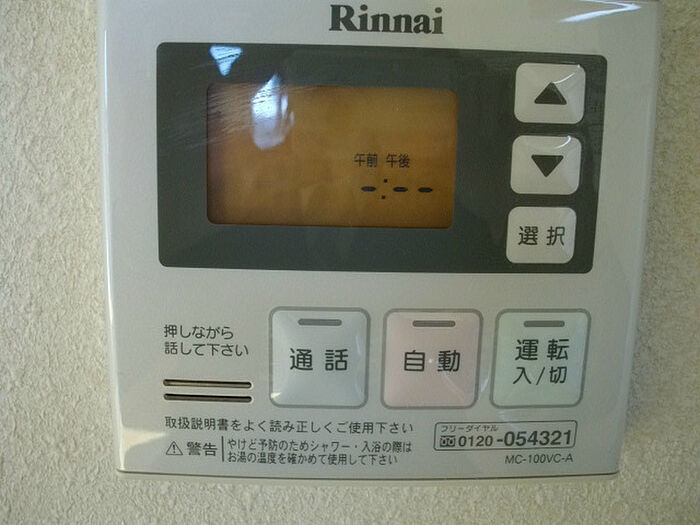 Rinnai
午前 午後
-:--
選択
押しながら
話して下さい
通話
自動
運転
入/切
取扱説明書をよく読み正しくご使用下さい
フリーダイヤル
0120-054321
⚠警告 やけど予防のためシャワー・入浴の際は
お湯の温度を確かめて使用して下さい
MC-100VC-A